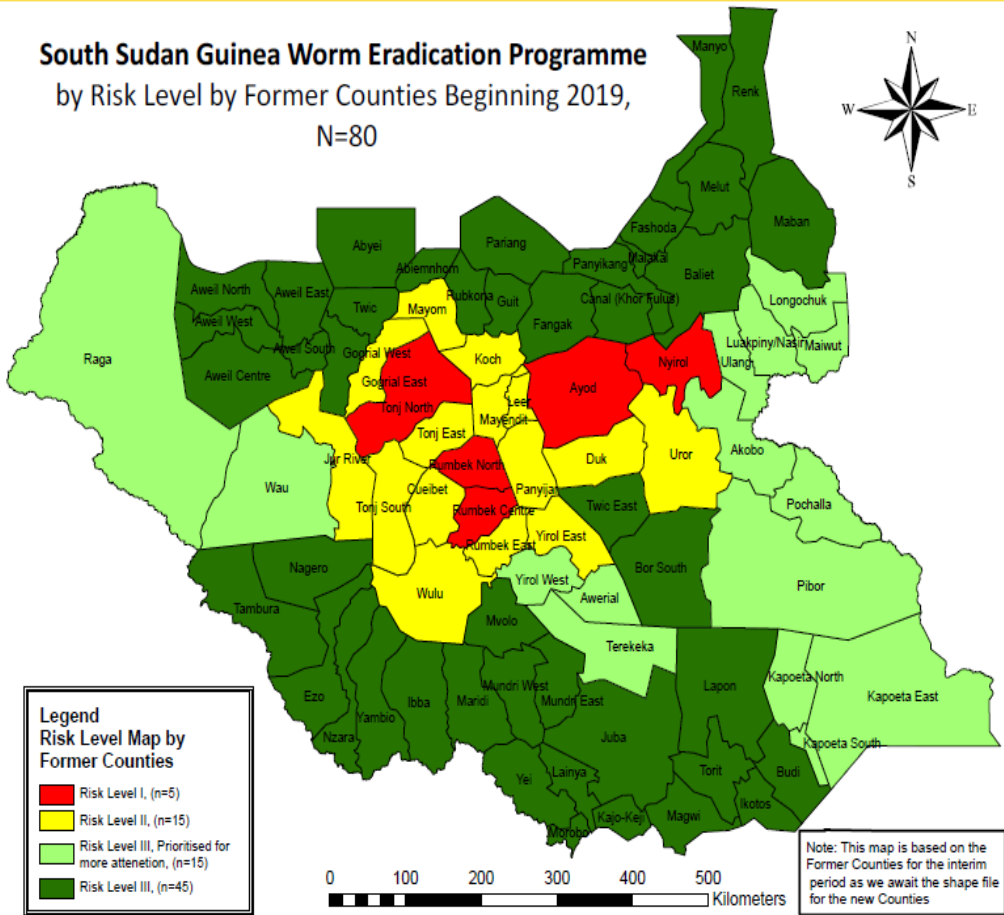 South Sudan Guinea Worm Eradication Programme
by Risk Level by Former Counties Beginning 2019,
N=80
N
W
E
S
Manyo
Renk
Melut
Maban
Fashoda
Malakal
Panyikang
Baliet
Pariang
Abyei
Abiemnhom
Rubkona
Guit
Canal (Khor Fulus)
Fangak
Longochuk
Luakpiny/Nasir
Maiwut
Ulang
Aweil North
Aweil East
Twic
Aweil West
Aweil South
Aweil Centre
Raga
Mayom
Gogrial West
Gogrial East
Koch
Tonj North
Leer
Mayendit
Ayod
Nyirol
Tonj East
Jur River
Rumbek North
Duk
Uror
Akobo
Wau
Cueibet
Tonj South
Panyijar
Rumbek Centre
Twic East
Pochalla
Rumbek East
Yirol East
Bor South
Nagero
Wulu
Yirol West
Awerial
Pibor
Tambura
Mvolo
Terekeka
Ezo
Yambio
Ibba
Maridi
Mundri West
Mundri East
Lapon
Kapoeta North
Kapoeta East
Nzara
Juba
Kapoeta South
Yei
Lainya
Torit
Budi
Ikotos
Morobo
Kajo-Keji
Magwi
Legend
Risk Level Map by
Former Counties
Risk Level I, (n=5)
Risk Level II, (n=15)
Risk Level III, Prioritised for
more attenetion, (n=15)
Risk Level III, (n=45)
0 100 200 300 400 500
Kilometers
Note: This map is based on the
Former Counties for the interim
period as we await the shape file
for the new Counties